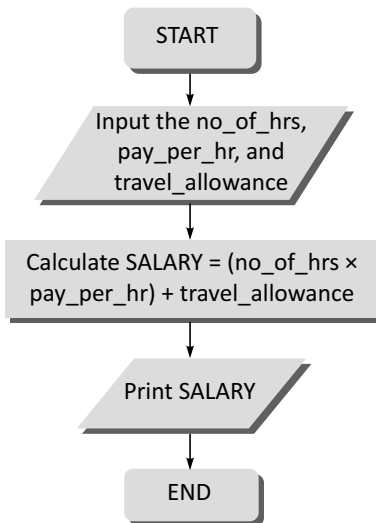 START
Input the no_of_hrs,
pay_per_hr, and
travel_allowance
Calculate SALARY = (no_of_hrs ×
pay_per_hr) + travel_allowance
Print SALARY
END